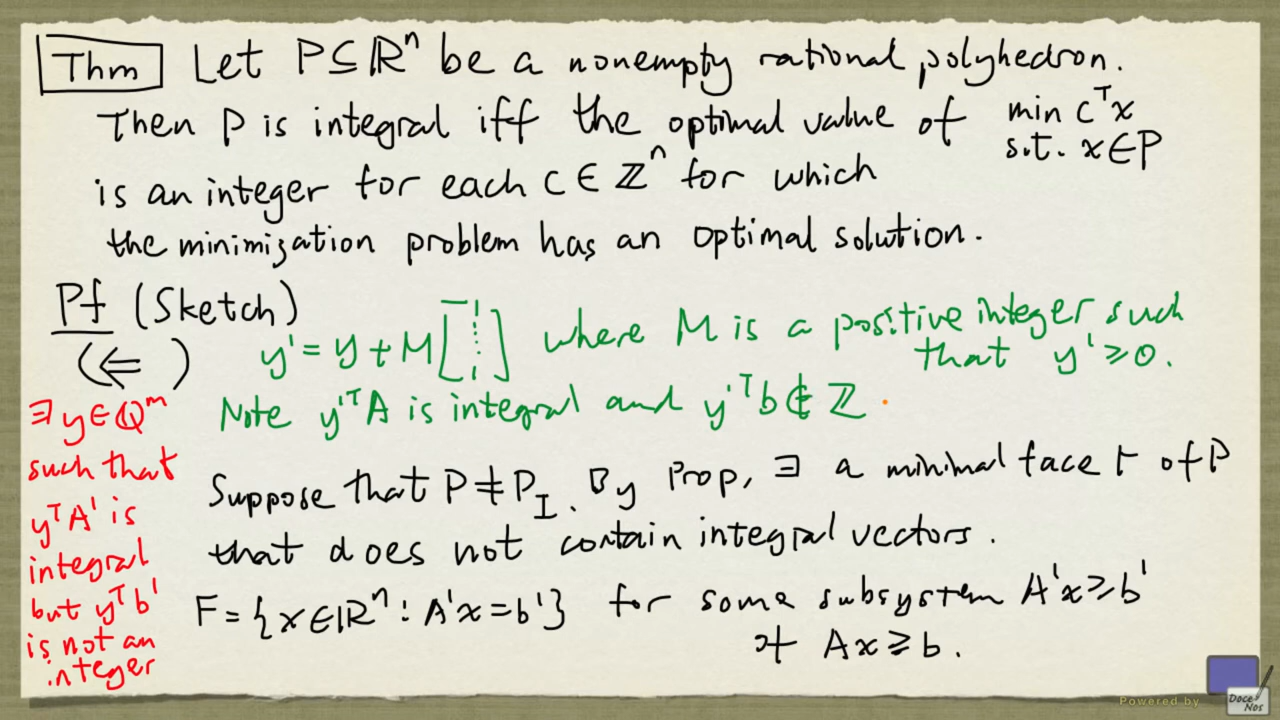 Thm Let P⊆ℝⁿ be a nonempty rational polyhedron.
Then P is integral iff the optimal value of min cᵀx
s.t. x∈P
is an integer for each c∈ℤⁿ for which
the minimization problem has an optimal solution.
Pf (Sketch)
(⇐)
y' = y + M [1 ⋮ 1] where M is a positive integer such
that y' ≥ 0.
Note y'ᵀA is integral and y'ᵀb ∉ ℤ.
∃ y∈ℚᵐ
such that
yᵀA' is
integral
but yᵀb'
is not an
integer
Suppose that P ≠ P_I. By Prop, ∃ a minimal face F of P
that does not contain integral vectors.
F = {x∈ℝⁿ : A'x = b'} for some subsystem A'x ≥ b'
of Ax ≥ b.
Powered by
Doce
Nos